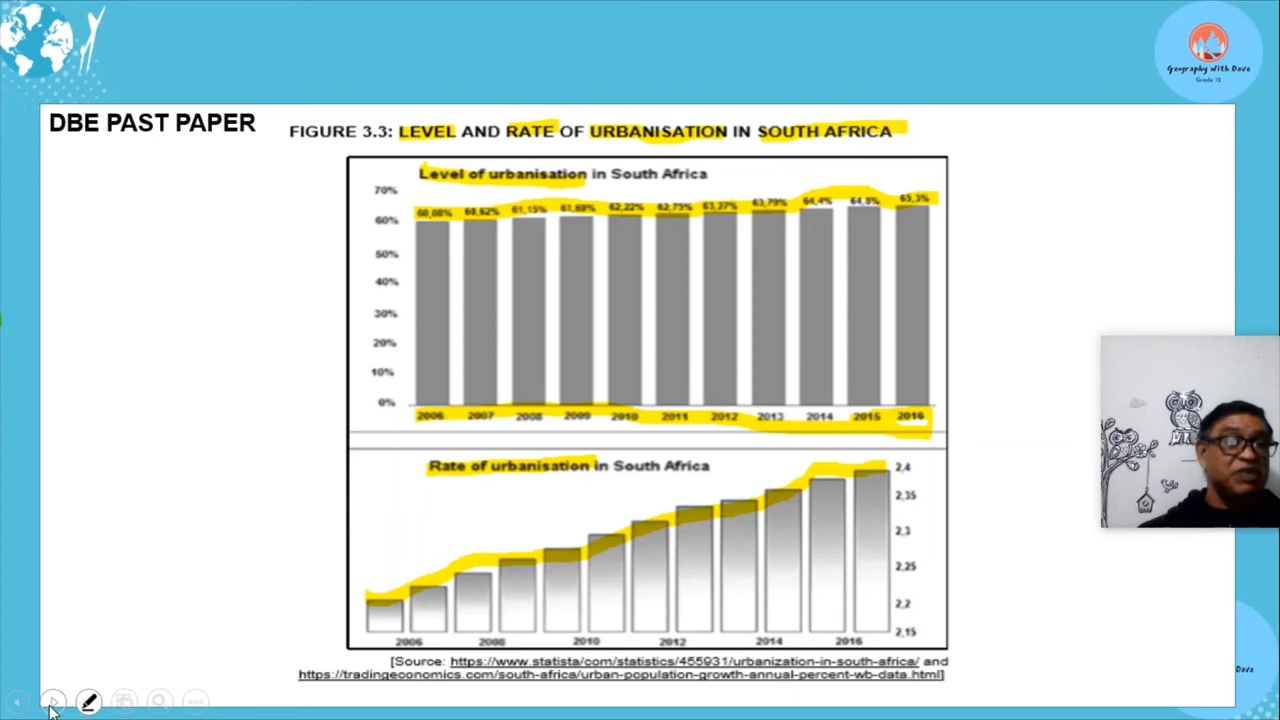 Geography With Dave
Grade 12
DBE PAST PAPER
FIGURE 3.3: LEVEL AND RATE OF URBANISATION IN SOUTH AFRICA
Level of urbanisation in South Africa
70%
60%
50%
40%
30%
20%
10%
0%
60,08% 60,62% 61,15% 61,69% 62,22% 62,75% 63,27% 63,79% 64,4% 64,8% 65,3%
2006 2007 2008 2009 2010 2011 2012 2013 2014 2015 2016
Rate of urbanisation in South Africa
2,4
2,35
2,3
2,25
2,2
2,15
2006 2008 2010 2012 2014 2016
[Source: https://www.statista/com/statistics/455931/urbanization-in-south-africa/ and
https://tradingeconomics.com/south-africa/urban-population-growth-annual-percent-wb-data.html]
Dave